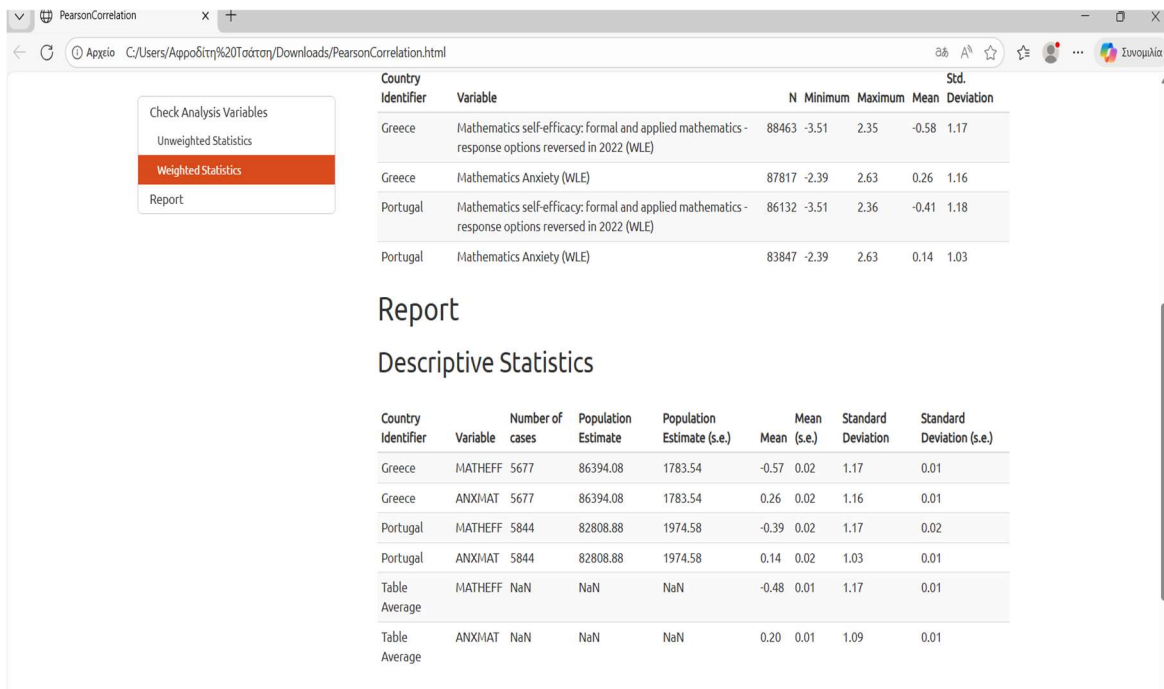 PearsonCorrelation
Αρχείο C:/Users/Αφροδίτη%20Τσάτση/Downloads/PearsonCorrelation.html
Συνομιλία
Check Analysis Variables
Unweighted Statistics
Weighted Statistics
Report
Country Identifier Variable N Minimum Maximum Mean Std. Deviation
Greece Mathematics self-efficacy: formal and applied mathematics - 88463 -3.51 2.35 -0.58 1.17
response options reversed in 2022 (WLE)
Greece Mathematics Anxiety (WLE) 87817 -2.39 2.63 0.26 1.16
Portugal Mathematics self-efficacy: formal and applied mathematics - 86132 -3.51 2.36 -0.41 1.18
response options reversed in 2022 (WLE)
Portugal Mathematics Anxiety (WLE) 83847 -2.39 2.63 0.14 1.03
Report
Descriptive Statistics
Country Number of Population Population Mean Standard Standard
Identifier Variable cases Estimate Estimate (s.e.) Mean (s.e.) Deviation Deviation (s.e.)
Greece MATHEFF 5677 86394.08 1783.54 -0.57 0.02 1.17 0.01
Greece ANXMAT 5677 86394.08 1783.54 0.26 0.02 1.16 0.01
Portugal MATHEFF 5844 82808.88 1974.58 -0.39 0.02 1.17 0.02
Portugal ANXMAT 5844 82808.88 1974.58 0.14 0.02 1.03 0.01
Table MATHEFF NaN NaN NaN -0.48 0.01 1.17 0.01
Average
Table ANXMAT NaN NaN NaN 0.20 0.01 1.09 0.01
Average